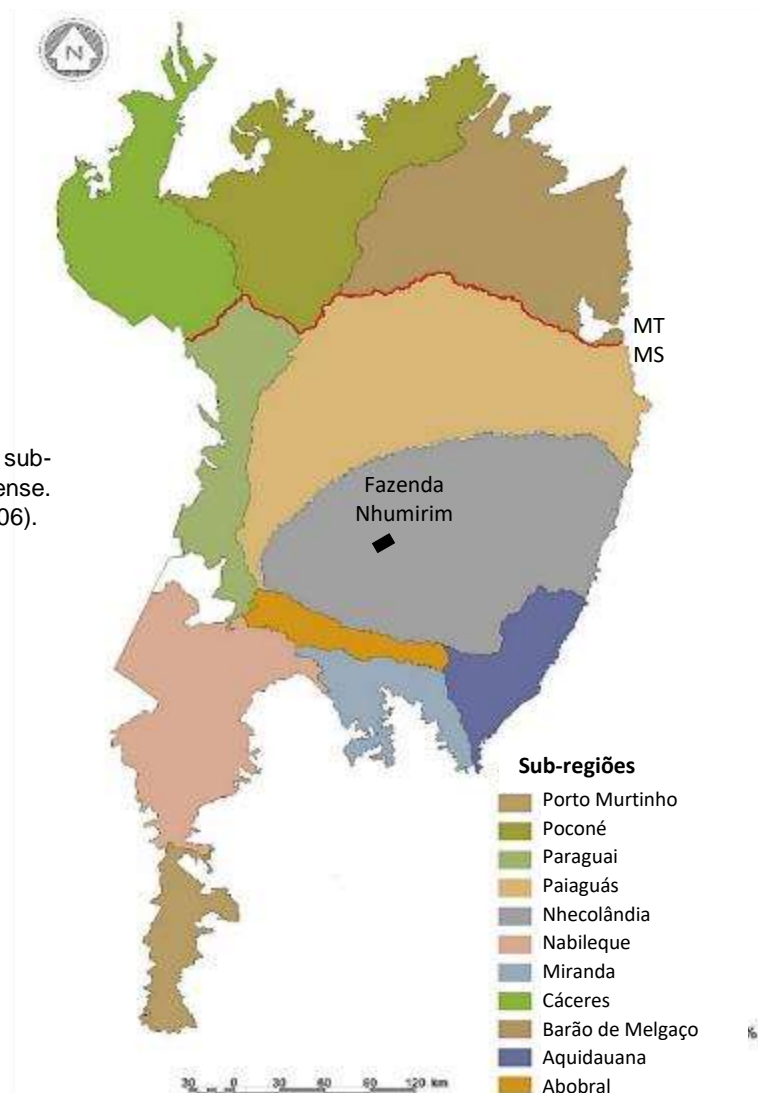 N
MT
MS
sub-
ense.
06).
Fazenda
Nhumirim
Sub-regiões
Porto Murtinho
Poconé
Paraguai
Paiaguás
Nhecolândia
Nabileque
Miranda
Cáceres
Barão de Melgaço
Aquidauana
Abobral
30 0 30 60 90 120 km